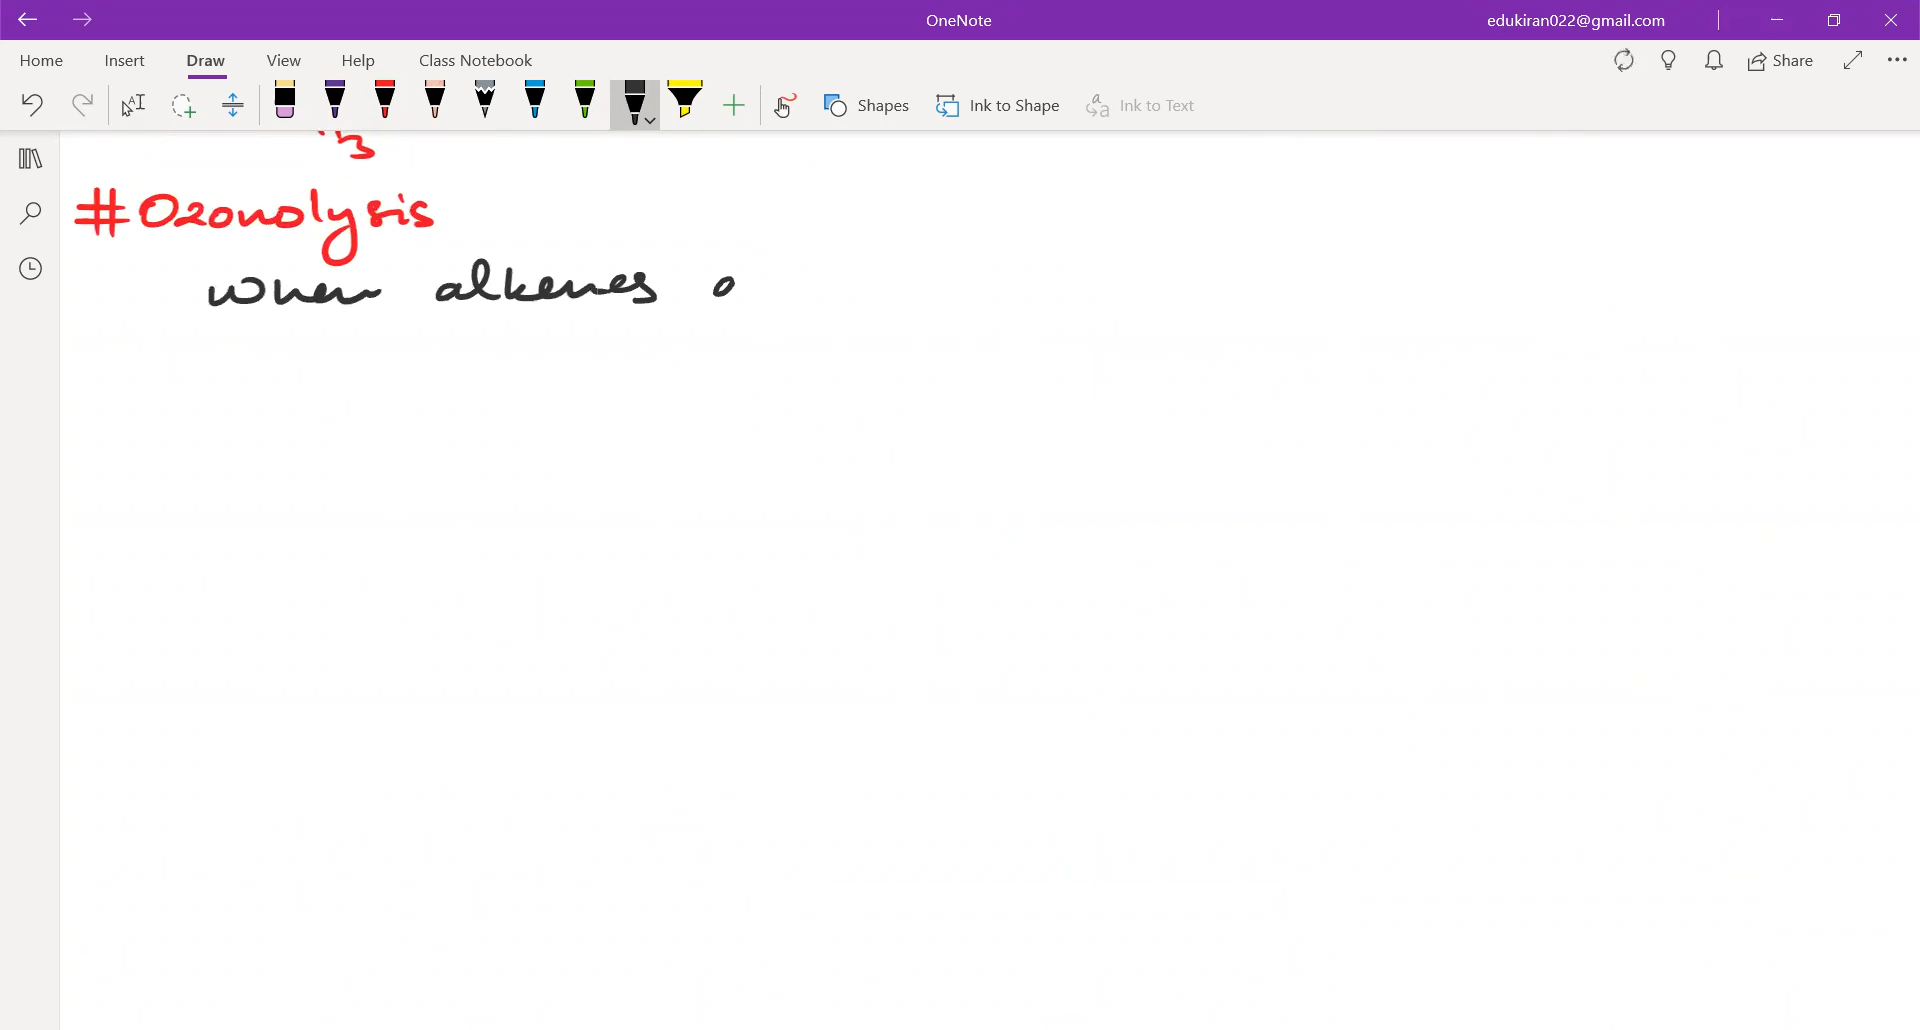 OneNote
edukiran022@gmail.com
Home Insert Draw View Help Class Notebook
Share
Shapes Ink to Shape Ink to Text
#Ozonolysis
when alkenes a